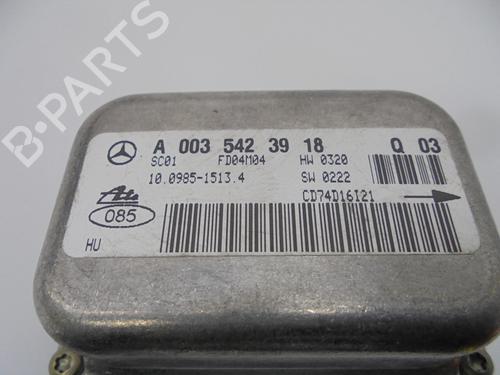 B-PARTS
A 003 542 39 18 Q 03
SC01 FD04M04 HW 0320
10.0985-1513.4 SW 0222
Ate CD74D16I21
085
HU